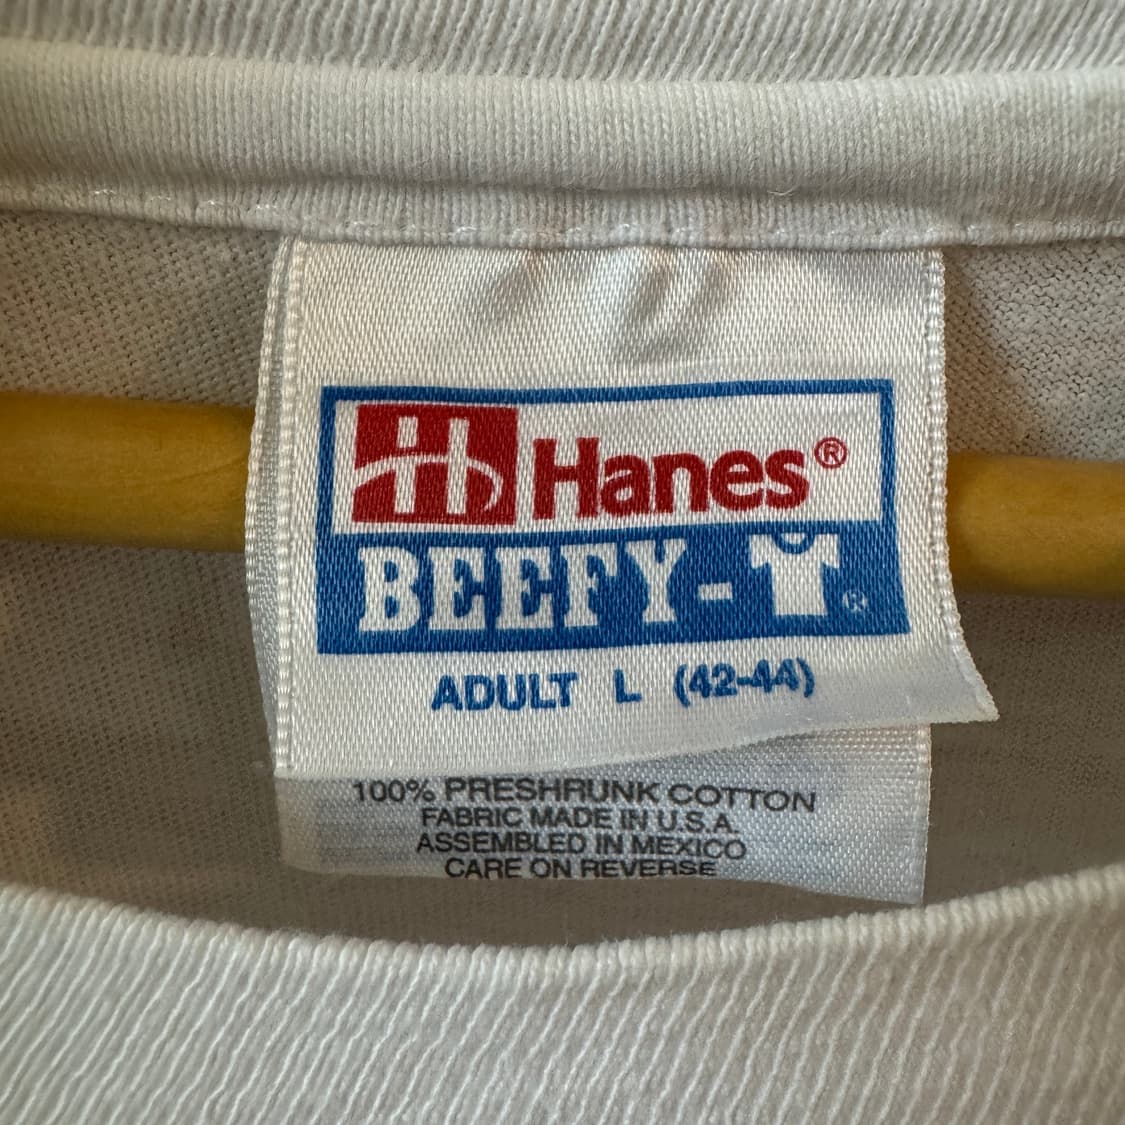 Hanes®
BEEFY-T®
ADULT L (42-44)
100% PRESHRUNK COTTON
FABRIC MADE IN U.S.A.
ASSEMBLED IN MEXICO
CARE ON REVERSE